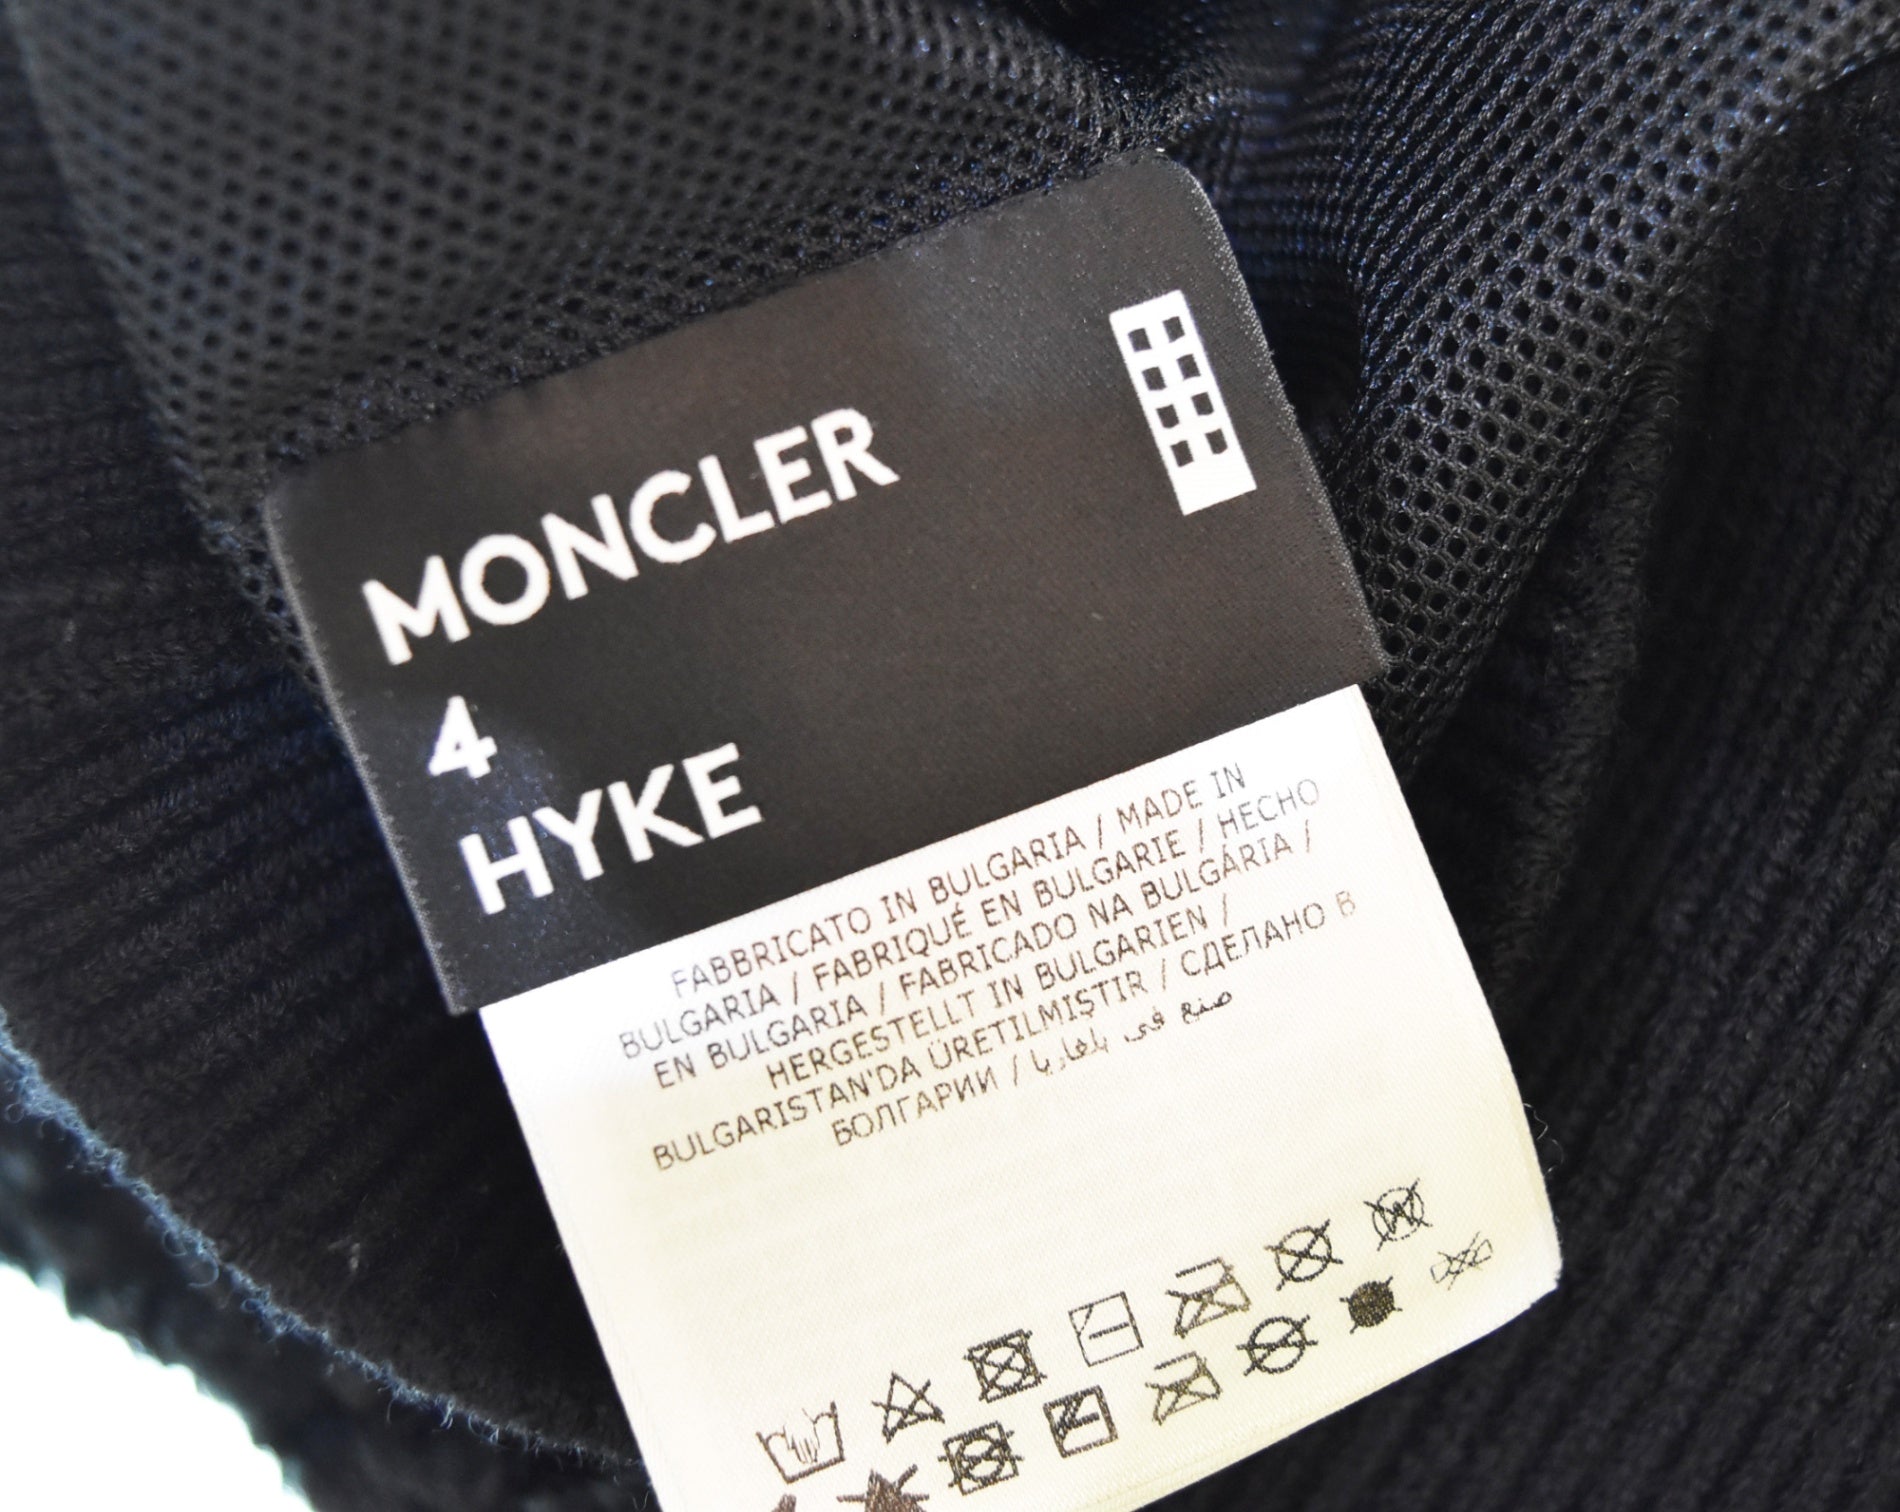 MONCLER
4
HYKE
FABBRICATO IN BULGARIA / MADE IN
BULGARIA / FABRIQUÉ EN BULGARIE / HECHO
EN BULGARIA / FABRICADO NA BULGÁRIA /
HERGESTELLT IN BULGARIEN /
BULGARISTAN'DA ÜRETILMIŞTIR / СДЕЛАНО В
БОЛГАРИИ / صنع في بلغاريا